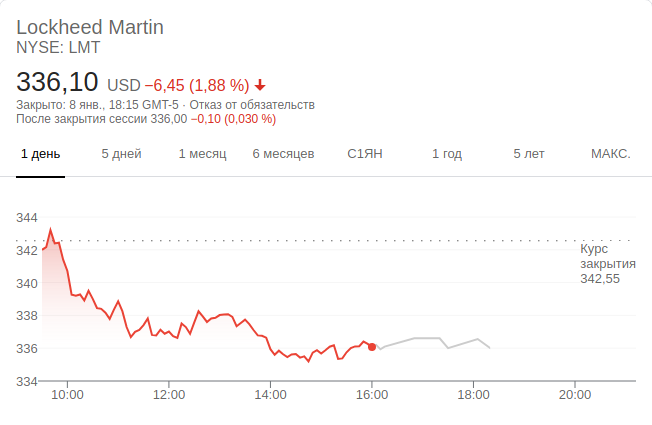 Lockheed Martin
NYSE: LMT
336,10 USD −6,45 (1,88 %)
Закрыто: 8 янв., 18:15 GMT-5 · Отказ от обязательств
После закрытия сессии 336,00 −0,10 (0,030 %)
1 день 5 дней 1 месяц 6 месяцев С1ЯН 1 год 5 лет МАКС.
344
342
340
338
336
334
Курс
закрытия
342,55
10:00 12:00 14:00 16:00 18:00 20:00